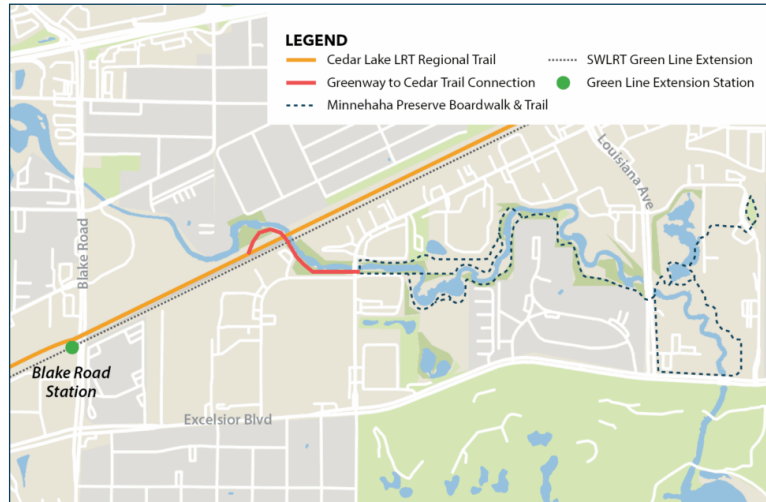 LEGEND
Cedar Lake LRT Regional Trail
SWLRT Green Line Extension
Greenway to Cedar Trail Connection
Green Line Extension Station
Minnehaha Preserve Boardwalk & Trail
Louisiana Ave
Blake Road
Blake Road
Station
Excelsior Blvd